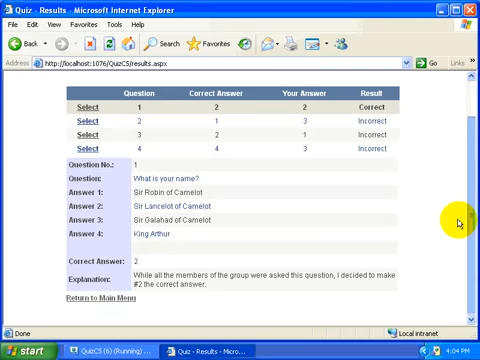 Quiz - Results - Microsoft Internet Explorer
File Edit View Favorites Tools Help
Back Search Favorites
Address http://localhost:1076/QuizCS/results.aspx Go Links »
Question Correct Answer Your Answer Result
Select 1 2 2 Correct
Select 2 1 3 Incorrect
Select 3 2 1 Incorrect
Select 4 4 3 Incorrect
Question No.: 1
Question: What is your name?
Answer 1: Sir Robin of Camelot
Answer 2: Sir Lancelot of Camelot
Answer 3: Sir Galahad of Camelot
Answer 4: King Arthur
Correct Answer: 2
Explanation: While all the members of the group were asked this question, I decided to make
#2 the correct answer.
Return to Main Menu
Done Local intranet
start QuizCS (6) (Running) ... Quiz - Results - Micros... 4:04 PM